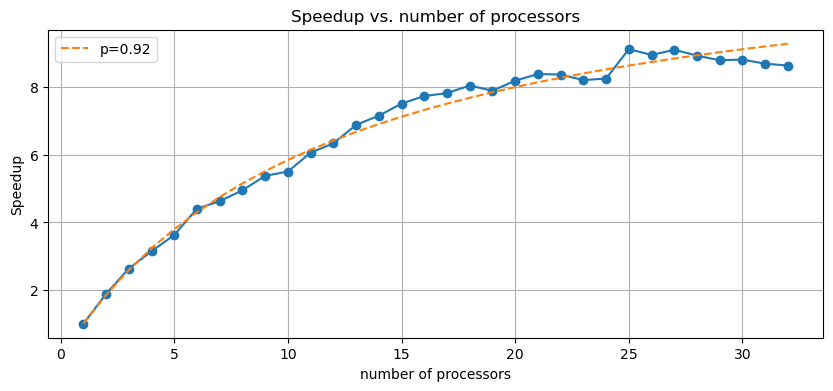 Speedup vs. number of processors
p=0.92
Speedup
8
6
4
2
0 5 10 15 20 25 30
number of processors